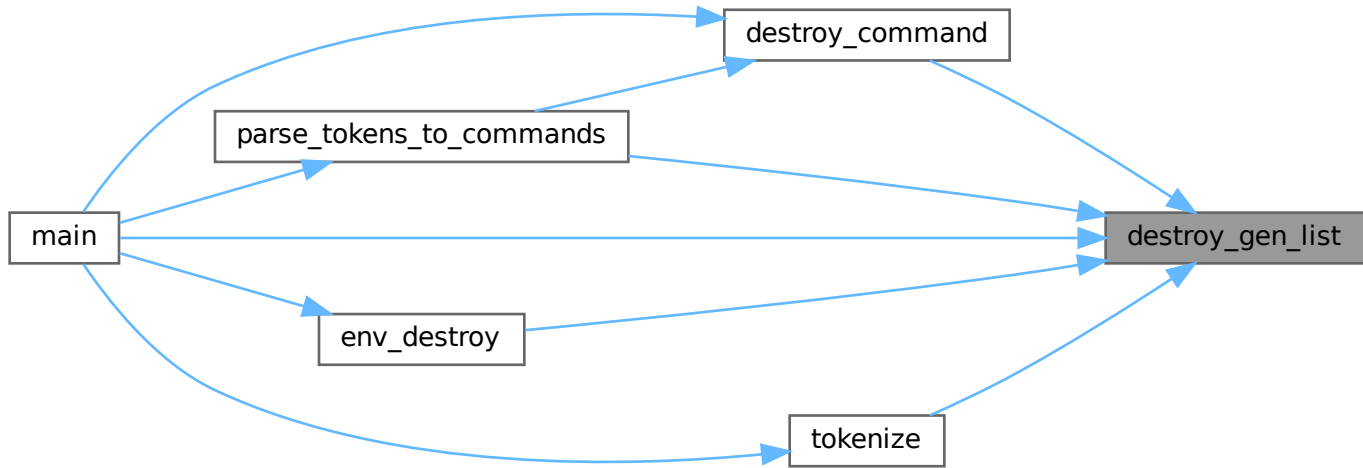 destroy_command
parse_tokens_to_commands
main
destroy_gen_list
env_destroy
tokenize